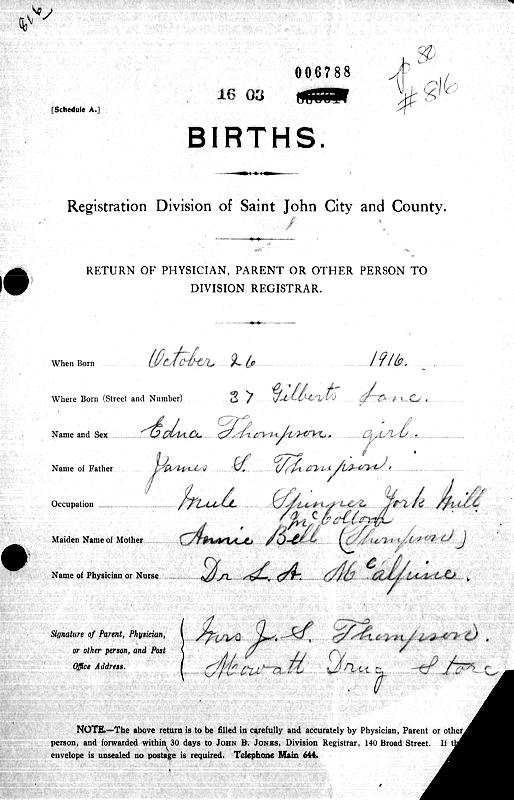 816
006788
16 03
p 80
# 816
[Schedule A.]
BIRTHS.
Registration Division of Saint John City and County.
RETURN OF PHYSICIAN, PARENT OR OTHER PERSON TO
DIVISION REGISTRAR.
When Born October 26 1916.
Where Born (Street and Number) 37 Gilberts Lane.
Name and Sex Edna Thompson. girl.
Name of Father James S. Thompson.
Occupation Mule Spinner York Mill
McCollom
Maiden Name of Mother Annie Bell (Thompson)
Name of Physician or Nurse Dr L. A. McAlpine.
Signature of Parent, Physician, Mrs J. S. Thompson.
or other person, and Post
Office Address. Mowatt Drug Store
NOTE.—The above return is to be filled in carefully and accurately by Physician, Parent or other
person, and forwarded within 30 days to JOHN B. JONES, Division Registrar, 140 Broad Street. If th
envelope is unsealed no postage is required. Telephone Main 644.